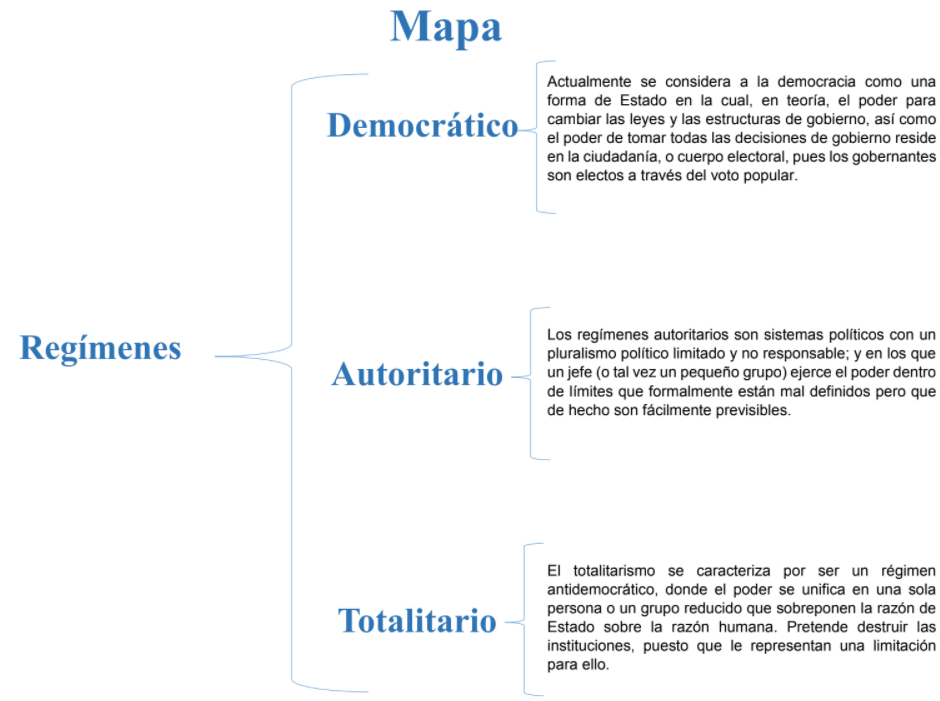 Mapa
Democrático
Actualmente se considera a la democracia como una
forma de Estado en la cual, en teoría, el poder para
cambiar las leyes y las estructuras de gobierno, así como
el poder de tomar todas las decisiones de gobierno reside
en la ciudadanía, o cuerpo electoral, pues los gobernantes
son electos a través del voto popular.
Regímenes
Autoritario
Los regímenes autoritarios son sistemas políticos con un
pluralismo político limitado y no responsable; y en los que
un jefe (o tal vez un pequeño grupo) ejerce el poder dentro
de límites que formalmente están mal definidos pero que
de hecho son fácilmente previsibles.
Totalitario
El totalitarismo se caracteriza por ser un régimen
antidemocrático, donde el poder se unifica en una sola
persona o un grupo reducido que sobreponen la razón de
Estado sobre la razón humana. Pretende destruir las
instituciones, puesto que le representan una limitación
para ello.